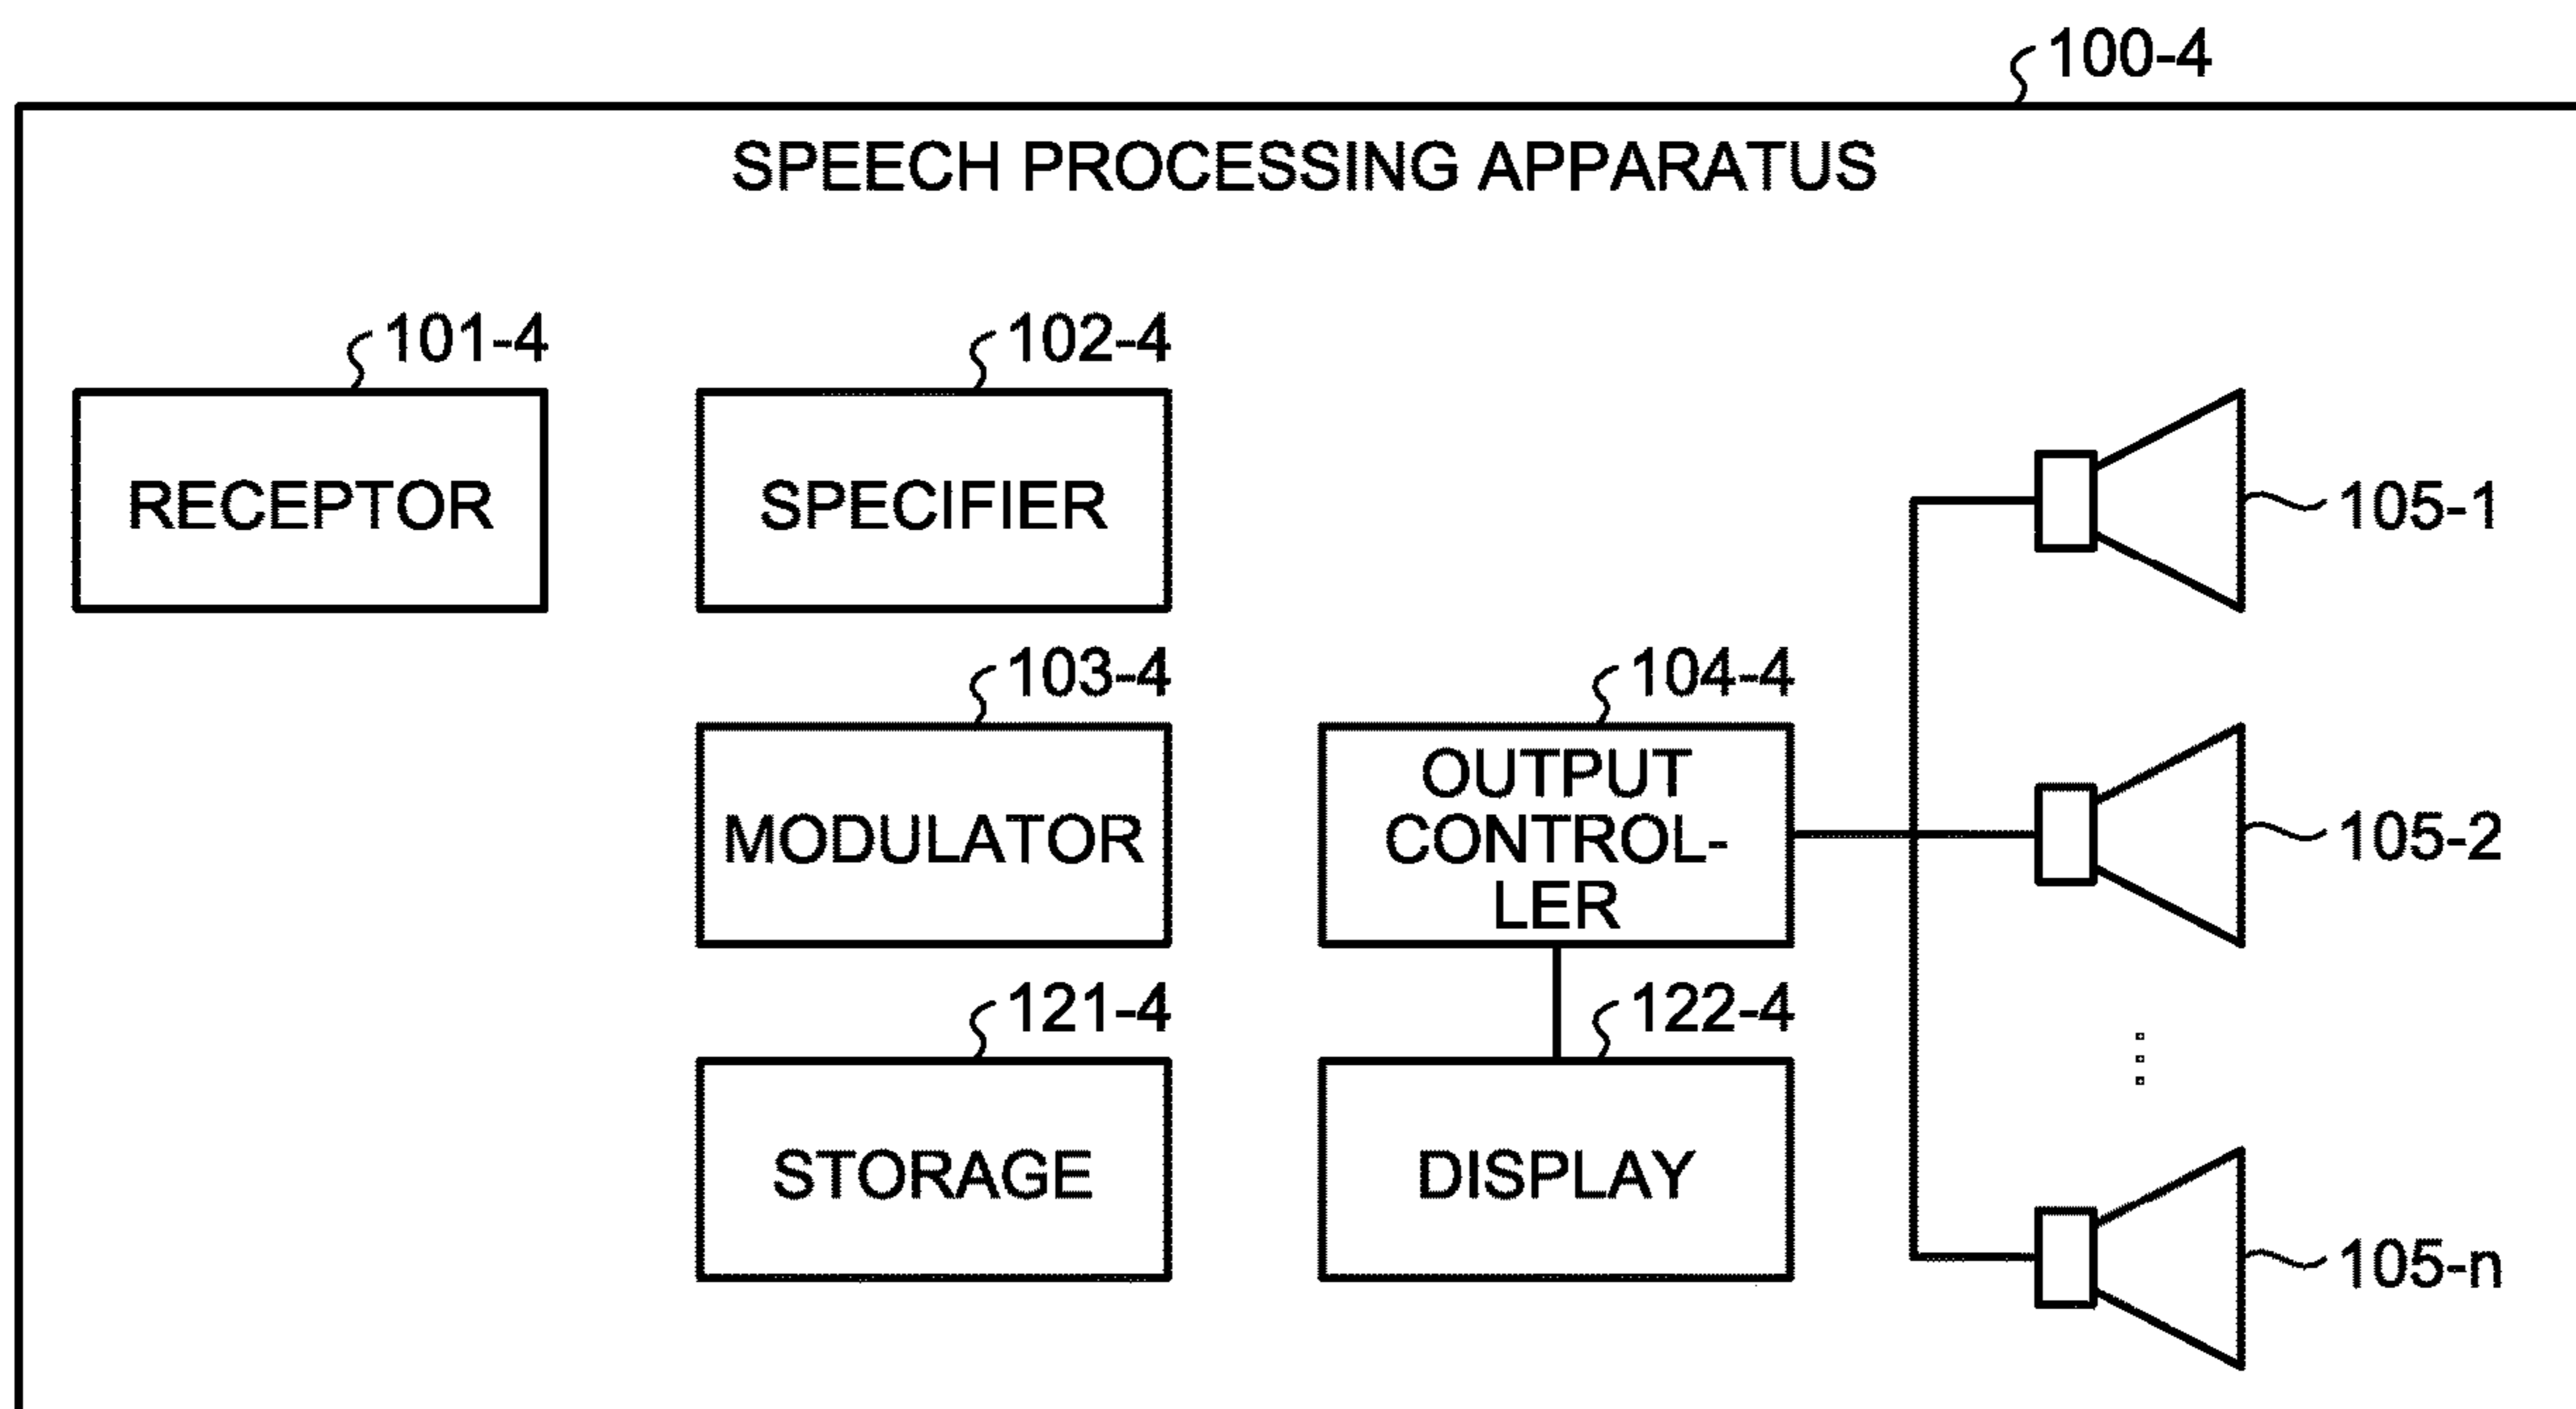 100-4
SPEECH PROCESSING APPARATUS
101-4
102-4
RECEPTOR
SPECIFIER
105-1
103-4
104-4
MODULATOR
OUTPUT
CONTROL-
LER
105-2
121-4
122-4
STORAGE
DISPLAY
105-n